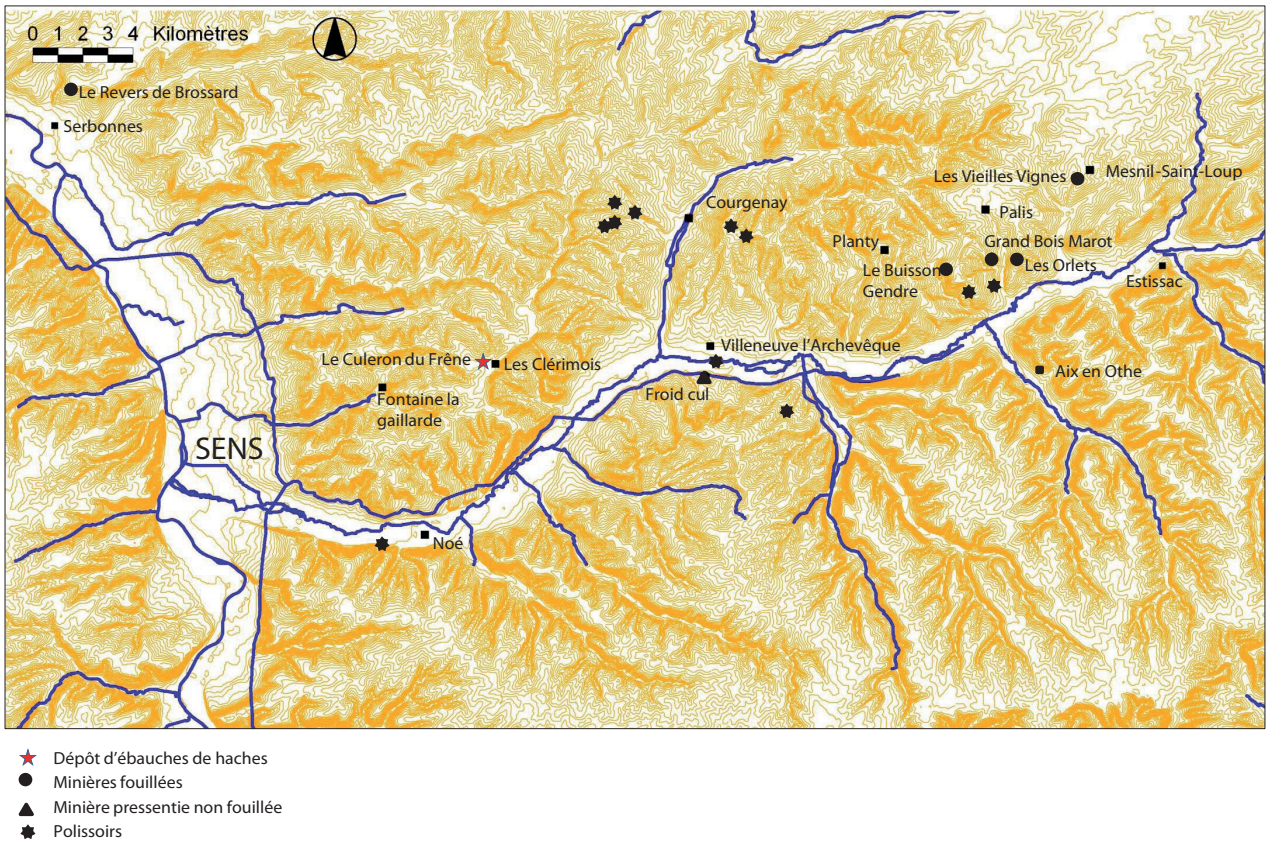 0 1 2 3 4 Kilomètres
Le Revers de Brossard
Serbonnes
Les Vieilles Vignes
Mesnil-Saint-Loup
Courgenay
Palis
Planty
Grand Bois Marot
Le Buisson
Gendre
Les Orlets
Estissac
Villeneuve l'Archevêque
Le Culeron du Frêne
Les Clérimois
Aix en Othe
Froid cul
Fontaine la
gaillarde
SENS
Noé
Dépôt d'ébauches de haches
Minières fouillées
Minière pressentie non fouillée
Polissoirs